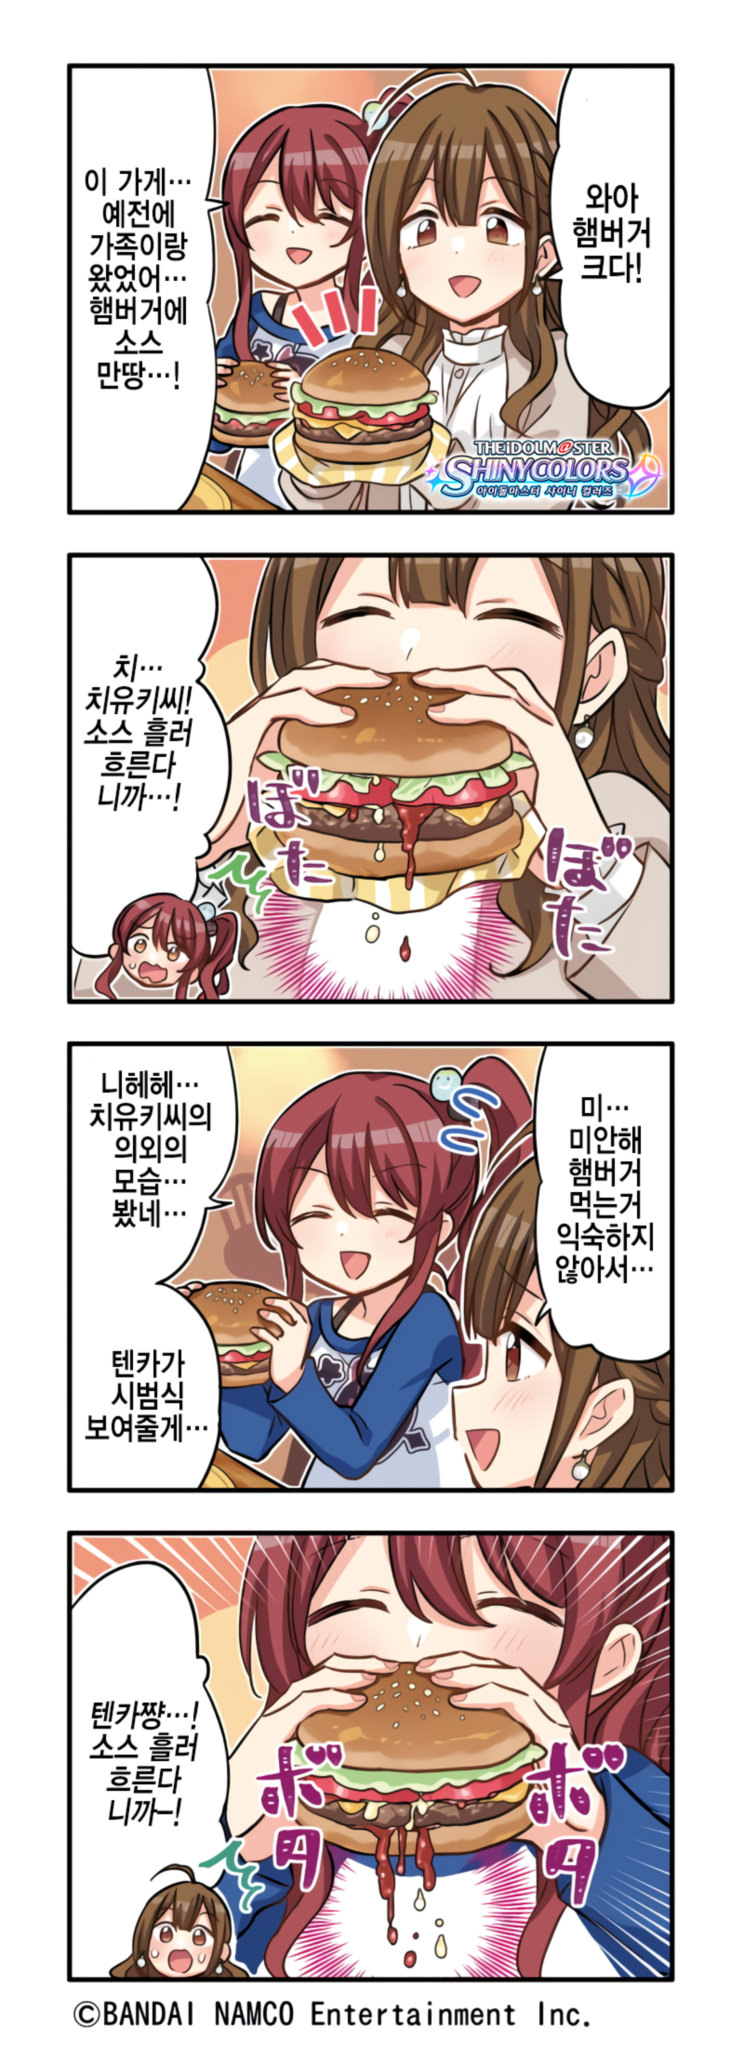 와아
햄버거
크다!
이 가게…
예전에
가족이랑
왔었어…
햄버거에
소스
만땅…!
THE iDOLM@STER
SHINYCOLORS
아이돌마스터 샤이니 컬러즈
치…
치유키씨!
소스 흘러
흐른다
니까…!
ぼた
ぼた
미…
미안해
햄버거
먹는거
익숙하지
않아서…
니헤헤…
치유키씨의
의외의
모습…
봤네…
텐카가
시범식
보여줄게…
텐카쨩…!
소스 흘러
흐른다
니까–!
ボタ
ボタ
©BANDAI NAMCO Entertainment Inc.